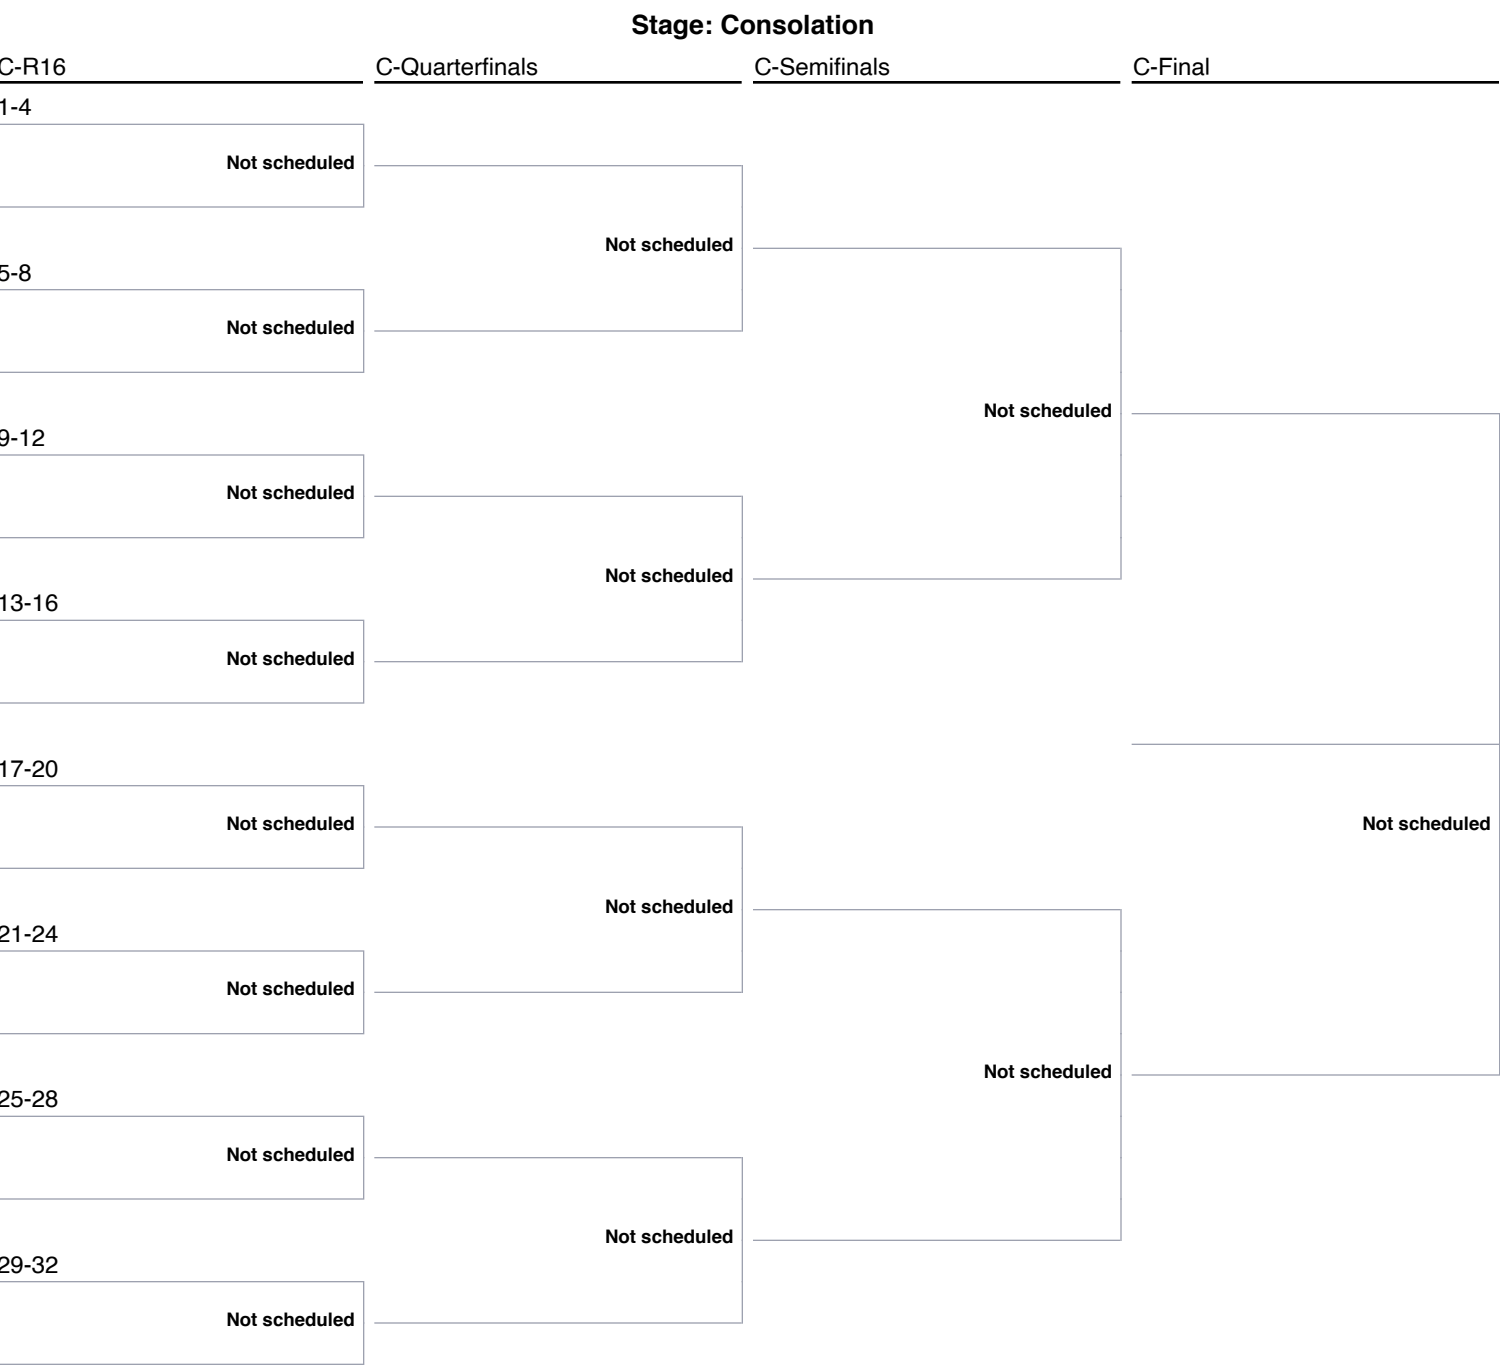 Stage: Consolation
C-R16 C-Quarterfinals C-Semifinals C-Final
1-4
Not scheduled
Not scheduled
5-8
Not scheduled
Not scheduled
9-12
Not scheduled
Not scheduled
13-16
Not scheduled
17-20
Not scheduled
Not scheduled
Not scheduled
21-24
Not scheduled
Not scheduled
25-28
Not scheduled
Not scheduled
29-32
Not scheduled